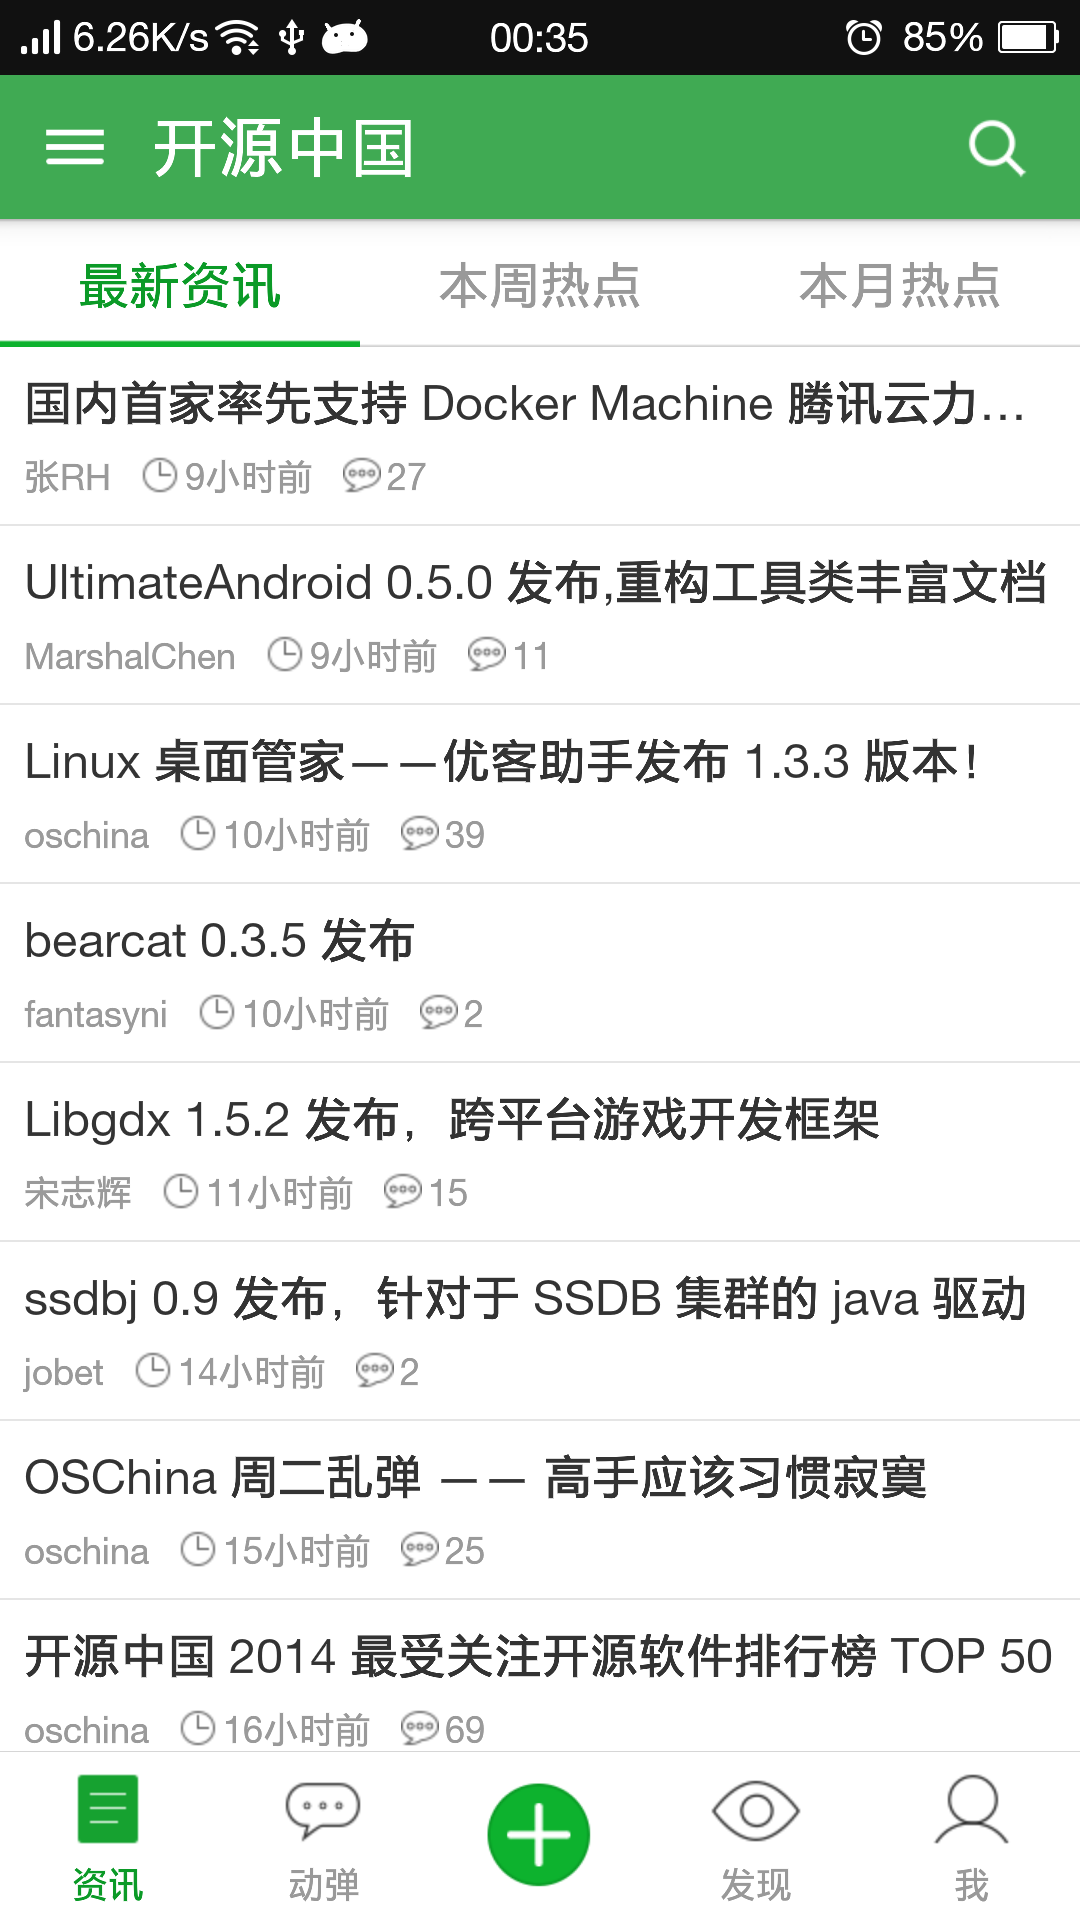 6.26K/s 00:35 85%
开源中国
最新资讯 本周热点 本月热点
国内首家率先支持 Docker Machine 腾讯云力…
张RH 9小时前 27
UltimateAndroid 0.5.0 发布,重构工具类丰富文档
MarshalChen 9小时前 11
Linux 桌面管家——优客助手发布 1.3.3 版本！
oschina 10小时前 39
bearcat 0.3.5 发布
fantasyni 10小时前 2
Libgdx 1.5.2 发布，跨平台游戏开发框架
宋志辉 11小时前 15
ssdbj 0.9 发布，针对于 SSDB 集群的 java 驱动
jobet 14小时前 2
OSChina 周二乱弹 —— 高手应该习惯寂寞
oschina 15小时前 25
开源中国 2014 最受关注开源软件排行榜 TOP 50
oschina 16小时前 69
资讯 动弹 发现 我